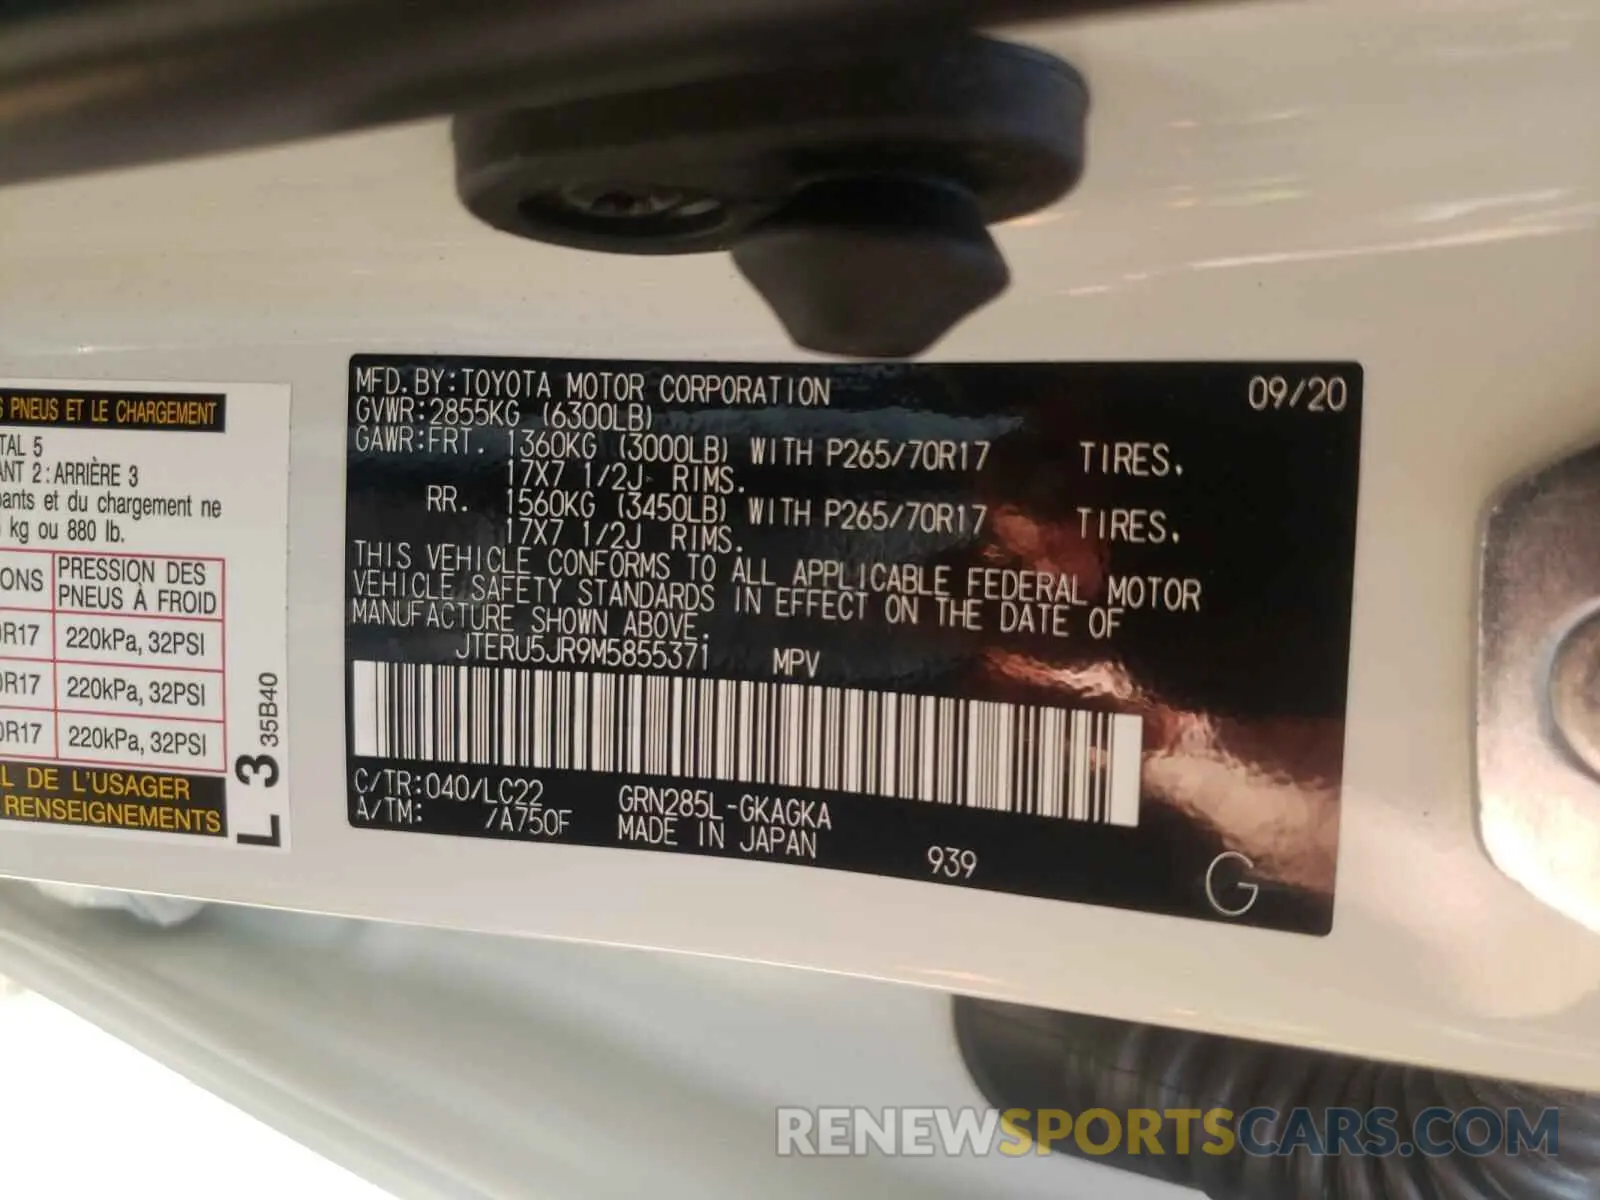 S PNEUS ET LE CHARGEMENT
TAL 5
ANT 2 : ARRIÈRE 3
pants et du chargement ne
kg ou 880 lb.
ONS PRESSION DES
PNEUS À FROID
0R17 220kPa, 32PSI
0R17 220kPa, 32PSI
0R17 220kPa, 32PSI
L DE L'USAGER
RENSEIGNEMENTS
L 3 35B40
MFD. BY:TOYOTA MOTOR CORPORATION 09/20
GVWR:2855KG (6300LB)
GAWR:FRT. 1360KG (3000LB) WITH P265/70R17 TIRES.
17X7 1/2J RIMS.
RR. 1560KG (3450LB) WITH P265/70R17 TIRES.
17X7 1/2J RIMS.
THIS VEHICLE CONFORMS TO ALL APPLICABLE FEDERAL MOTOR
VEHICLE SAFETY STANDARDS IN EFFECT ON THE DATE OF
MANUFACTURE SHOWN ABOVE.
JTERU5JR9M5855371 MPV
C/TR:040/LC22 GRN285L-GKAGKA
A/TM: /A750F MADE IN JAPAN 939
G
RENEWSPORTSCARS.COM